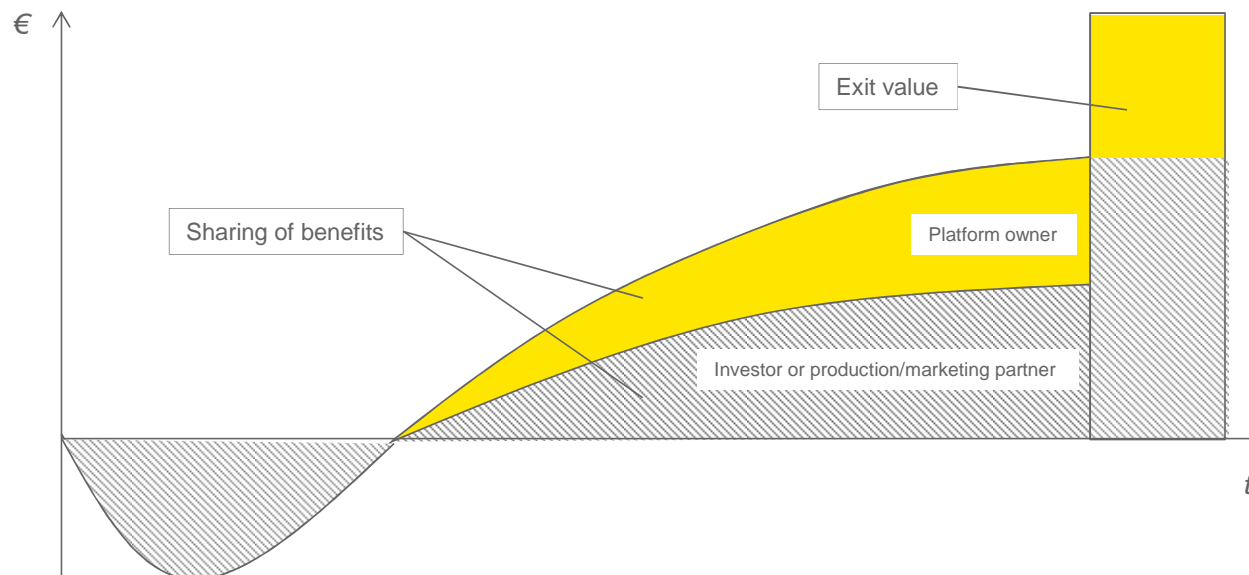 €
Exit value
Sharing of benefits
Platform owner
Investor or production/marketing partner
t